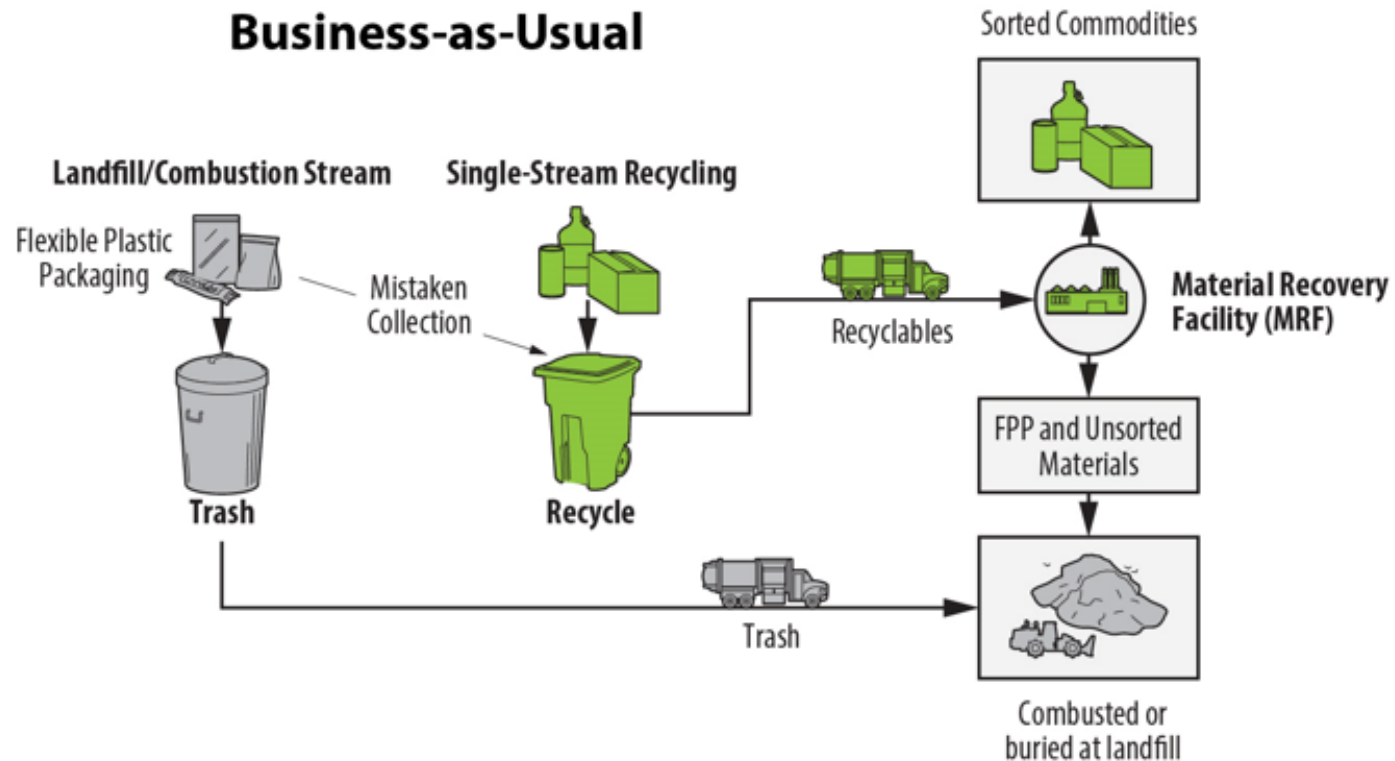 Business-as-Usual
Sorted Commodities
Landfill/Combustion Stream
Single-Stream Recycling
Flexible Plastic
Packaging
Mistaken
Collection
Recyclables
Material Recovery
Facility (MRF)
FPP and Unsorted
Materials
Trash
Recycle
Trash
Combusted or
buried at landfill